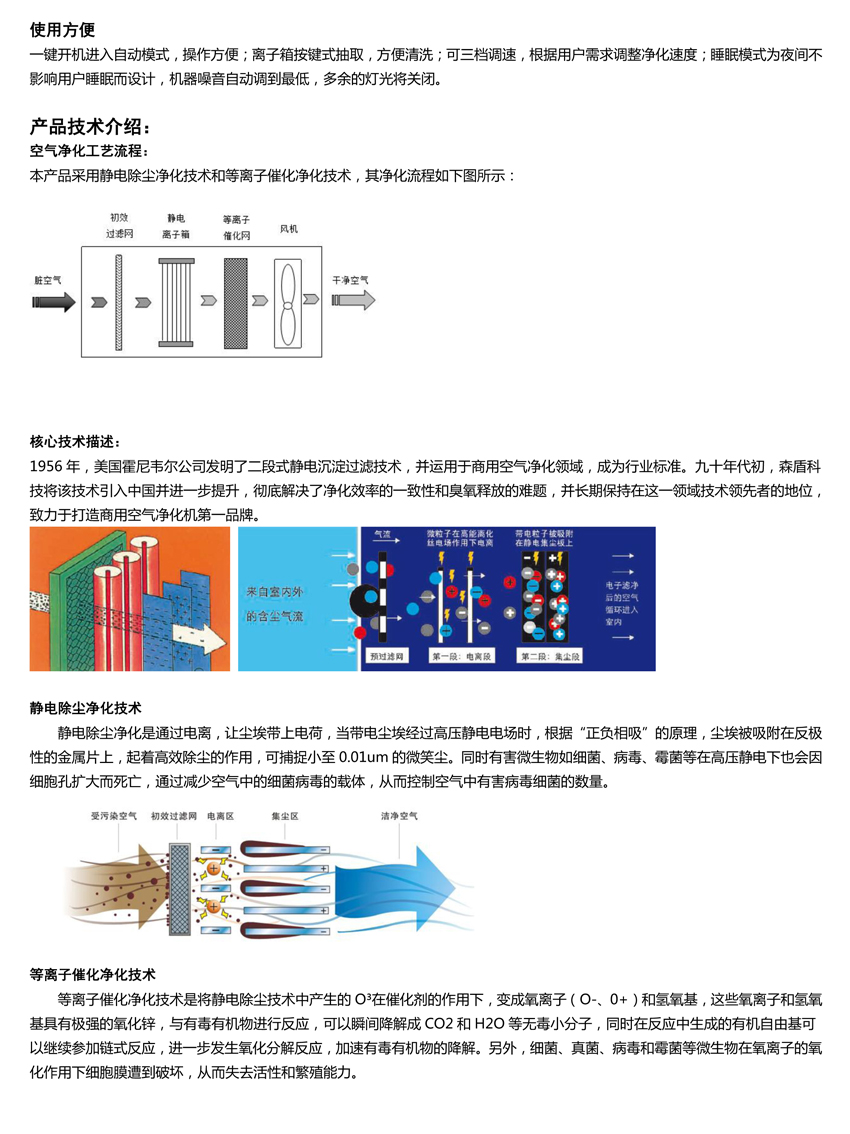 使用方便
一键开机进入自动模式，操作方便；离子箱按键式抽取，方便清洗；可三档调速，根据用户需求调整净化速度；睡眠模式为夜间不
影响用户睡眠而设计，机器噪音自动调到最低，多余的灯光将关闭。
产品技术介绍：
空气净化工艺流程：
本产品采用静电除尘净化技术和等离子催化净化技术，其净化流程如下图所示：
初效
过滤网
静电
离子箱
等离子
催化网
风机
脏空气
干净空气
核心技术描述：
1956 年，美国霍尼韦尔公司发明了二段式静电沉淀过滤技术，并运用于商用空气净化领域，成为行业标准。九十年代初，森盾科
技将该技术引入中国并进一步提升，彻底解决了净化效率的一致性和臭氧释放的难题，并长期保持在这一领域技术领先者的地位，
致力于打造商用空气净化机第一品牌。
来自室内外
的含尘气流
气流
微粒子在高能离化
丝电场作用下电离
带电粒子被吸附
在静电集尘板上
电子滤净
后的空气
循环进入
室内
预过滤网
第一段：电离段
第二段：集尘段
静电除尘净化技术
静电除尘净化是通过电离，让尘埃带上电荷，当带电尘埃经过高压静电电场时，根据“正负相吸”的原理，尘埃被吸附在反极
性的金属片上，起着高效除尘的作用，可捕捉小至 0.01um 的微笑尘。同时有害微生物如细菌、病毒、霉菌等在高压静电下也会因
细胞孔扩大而死亡，通过减少空气中的细菌病毒的载体，从而控制空气中有害病毒细菌的数量。
受污染空气 初效过滤网 电离区 集尘区 洁净空气
等离子催化净化技术
等离子催化净化技术是将静电除尘技术中产生的 O³在催化剂的作用下，变成氧离子（O-、0+）和氢氧基，这些氧离子和氢氧
基具有极强的氧化锌，与有毒有机物进行反应，可以瞬间降解成 CO2 和 H2O 等无毒小分子，同时在反应中生成的有机自由基可
以继续参加链式反应，进一步发生氧化分解反应，加速有毒有机物的降解。另外，细菌、真菌、病毒和霉菌等微生物在氧离子的氧
化作用下细胞膜遭到破坏，从而失去活性和繁殖能力。